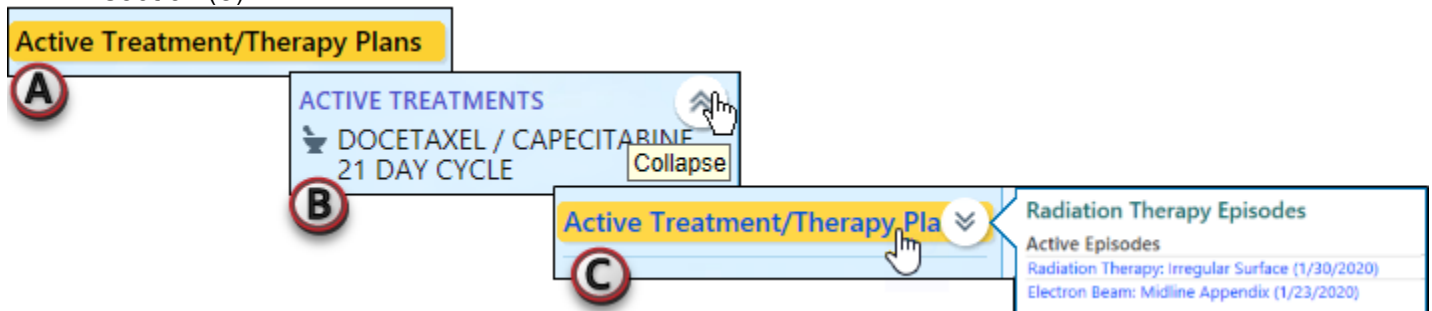 Active Treatment/Therapy Plans
A
ACTIVE TREATMENTS
DOCETAXEL / CAPECITABINE
21 DAY CYCLE
Collapse
B
Active Treatment/Therapy Pla
C
Radiation Therapy Episodes
Active Episodes
Radiation Therapy: Irregular Surface (1/30/2020)
Electron Beam: Midline Appendix (1/23/2020)